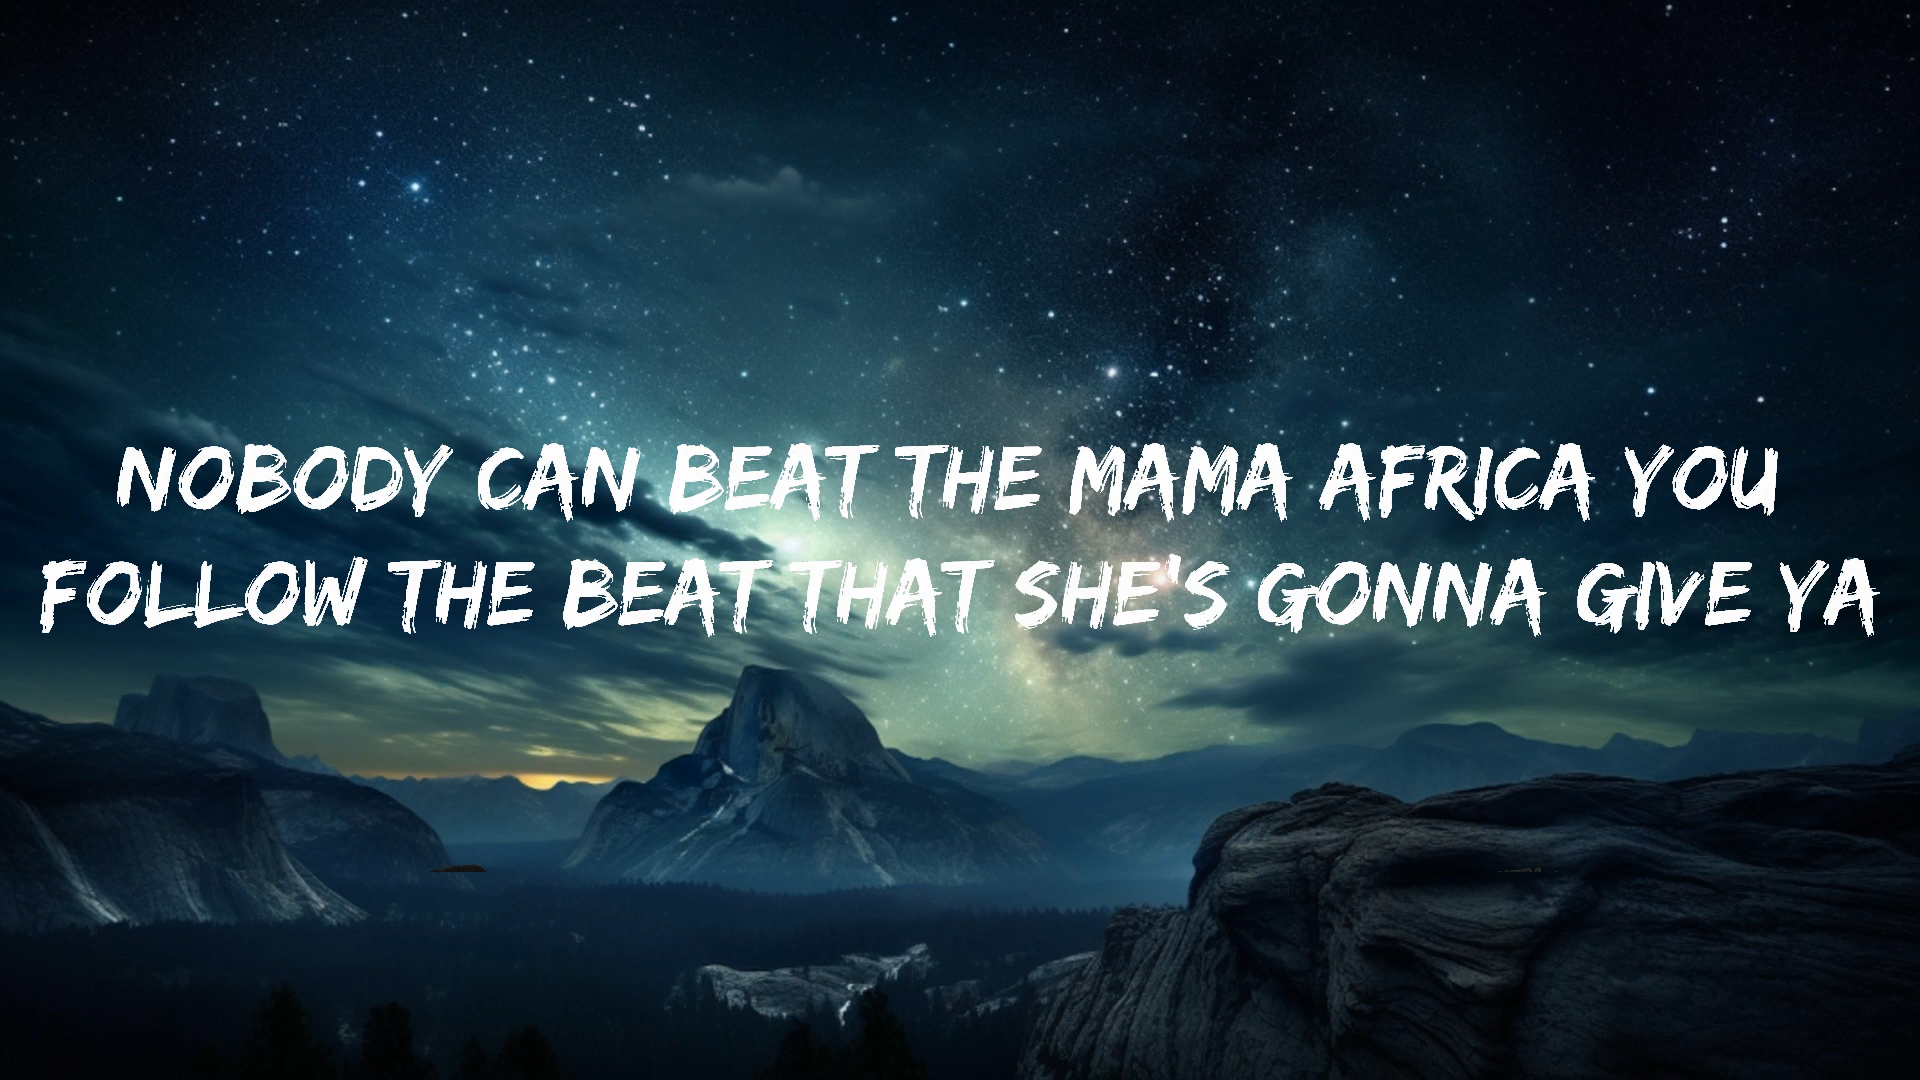 NOBODY CAN BEAT THE MAMA AFRICA YOU
FOLLOW THE BEAT THAT SHE'S GONNA GIVE YA